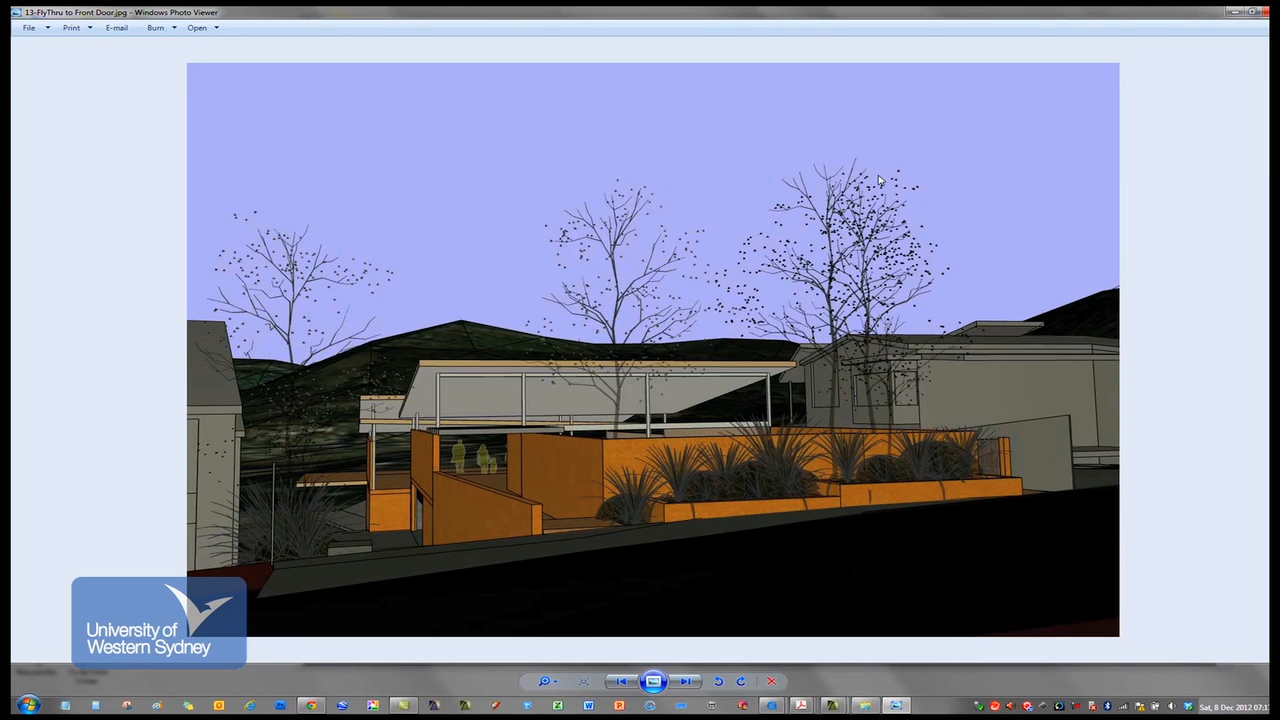 13-FlyThru to Front Door.jpg - Windows Photo Viewer
File Print E-mail Burn Open
University of
Western Sydney
Sat, 8 Dec 2012